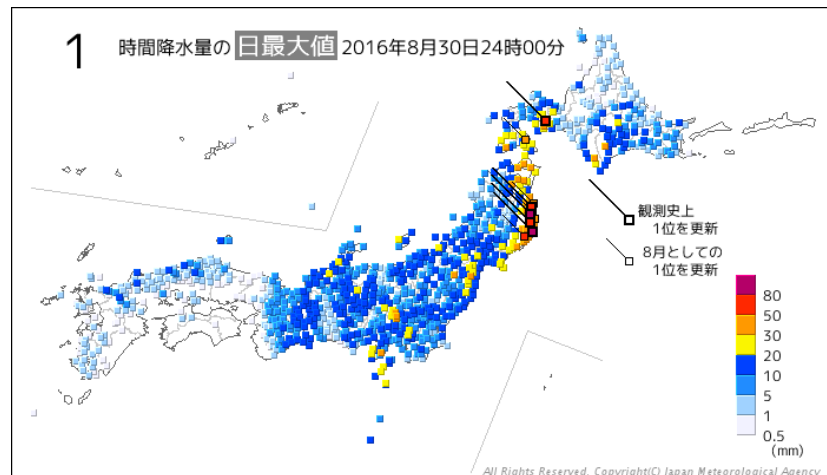 1 時間降水量の 日最大値 2016年8月30日24時00分
観測史上
1位を更新
8月としての
1位を更新
80
50
30
20
10
5
1
0.5
(mm)
All Rights Reserved. Copyright(C) Japan Meteorological Agency